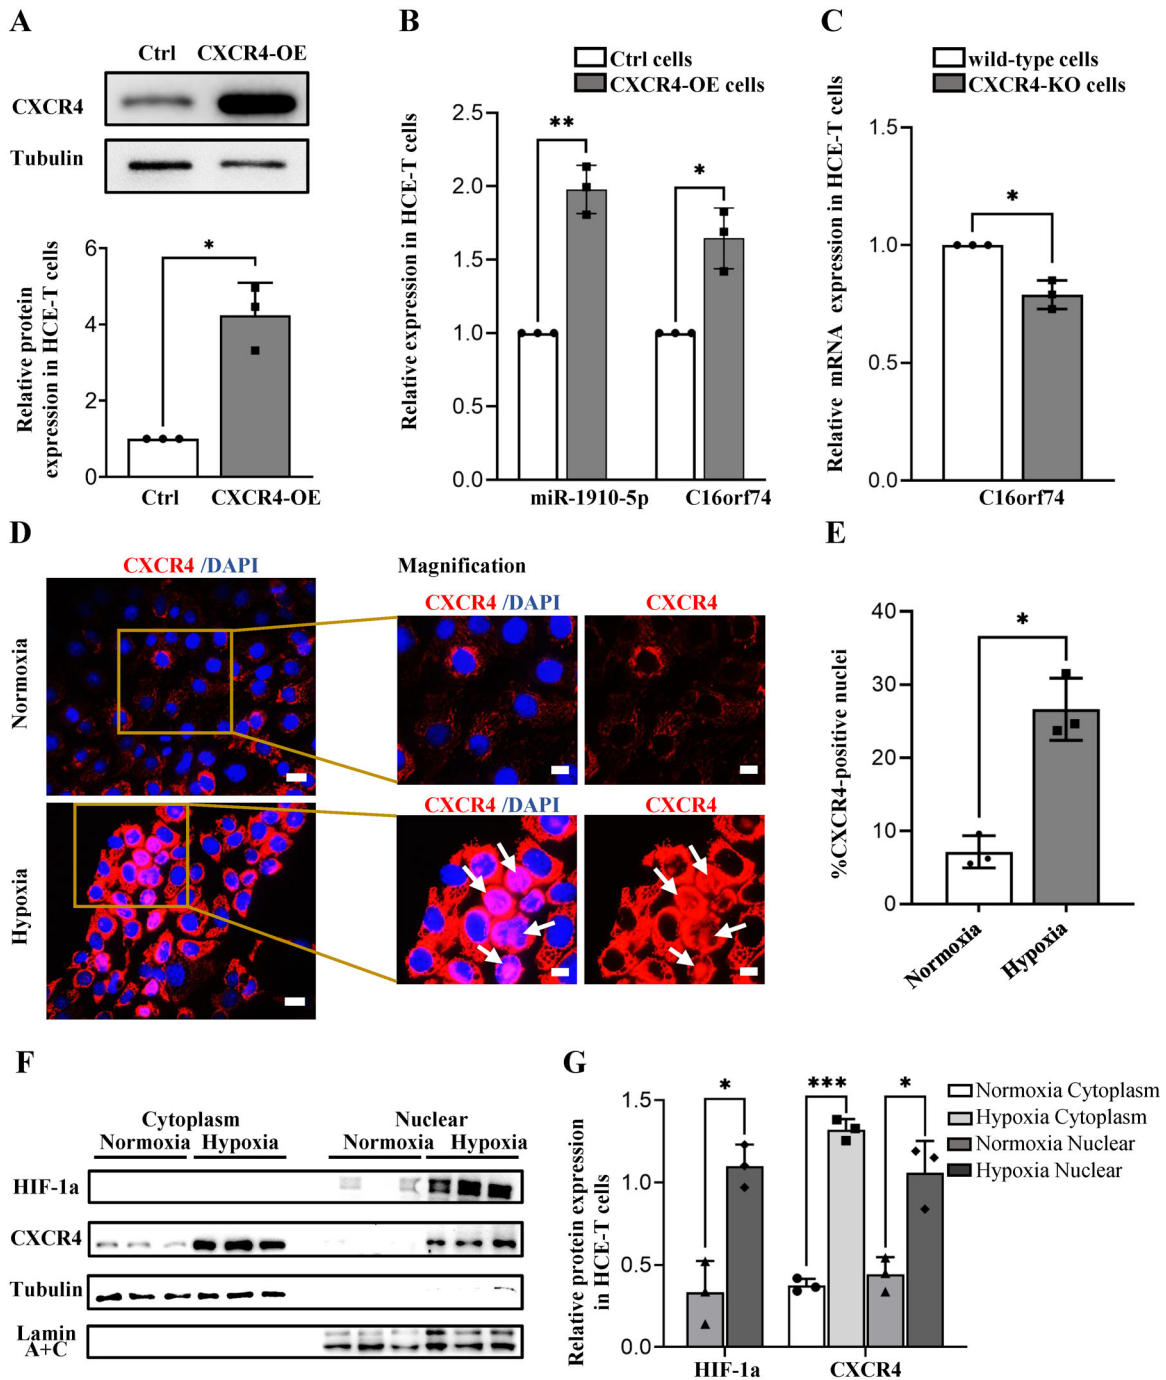 A
Ctrl CXCR4-OE
CXCR4
Tubulin
Relative protein
expression in HCE-T cells
6
4
2
0
*
Ctrl CXCR4-OE
B
Ctrl cells
CXCR4-OE cells
Relative expression in HCE-T cells
2.5
2.0
1.5
1.0
0.5
0.0
**
*
miR-1910-5p C16orf74
C
wild-type cells
CXCR4-KO cells
Relative mRNA expression in HCE-T cells
1.5
1.0
0.5
0.0
*
C16orf74
D
CXCR4 /DAPI
Magnification
CXCR4 /DAPI CXCR4
Normoxia
CXCR4 /DAPI CXCR4
Hypoxia
E
%CXCR4-positive nuclei
40
30
20
10
0
*
Normoxia Hypoxia
F
Cytoplasm Nuclear
Normoxia Hypoxia Normoxia Hypoxia
HIF-1a
CXCR4
Tubulin
Lamin
A+C
G
Relative protein expression
in HCE-T cells
1.5
1.0
0.5
0.0
* *** *
HIF-1a CXCR4
Normoxia Cytoplasm
Hypoxia Cytoplasm
Normoxia Nuclear
Hypoxia Nuclear